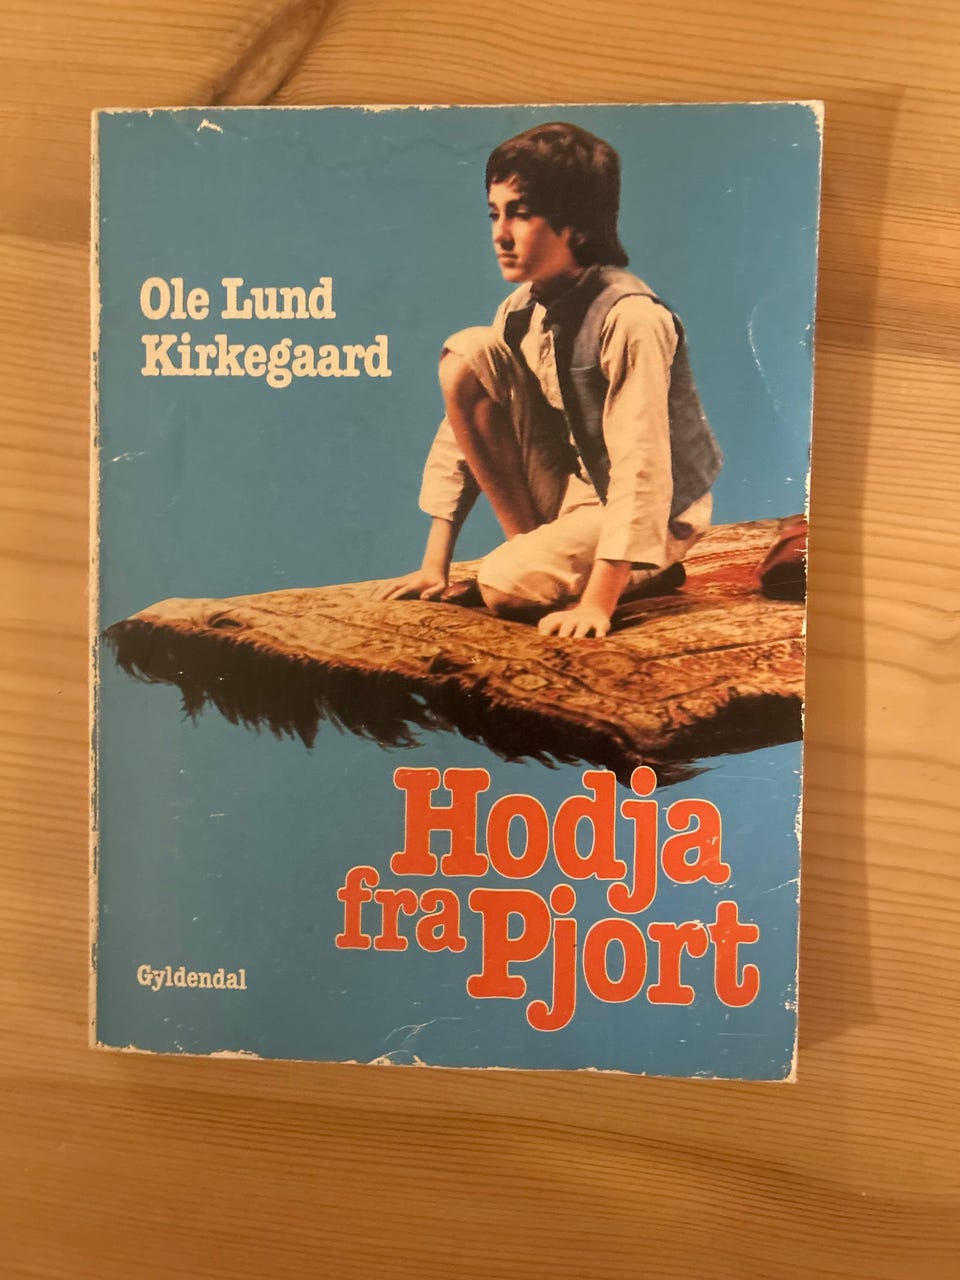 Ole Lund
Kirkegaard
Hodja
fra Pjort
Gyldendal